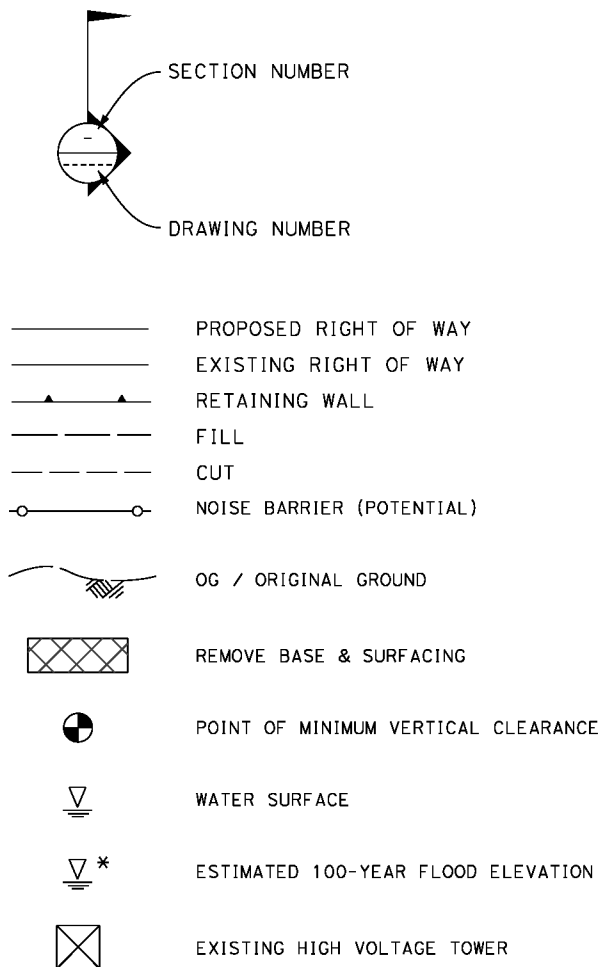 SECTION NUMBER
DRAWING NUMBER
PROPOSED RIGHT OF WAY
EXISTING RIGHT OF WAY
RETAINING WALL
FILL
CUT
NOISE BARRIER (POTENTIAL)
OG / ORIGINAL GROUND
REMOVE BASE & SURFACING
POINT OF MINIMUM VERTICAL CLEARANCE
WATER SURFACE
* ESTIMATED 100-YEAR FLOOD ELEVATION
EXISTING HIGH VOLTAGE TOWER